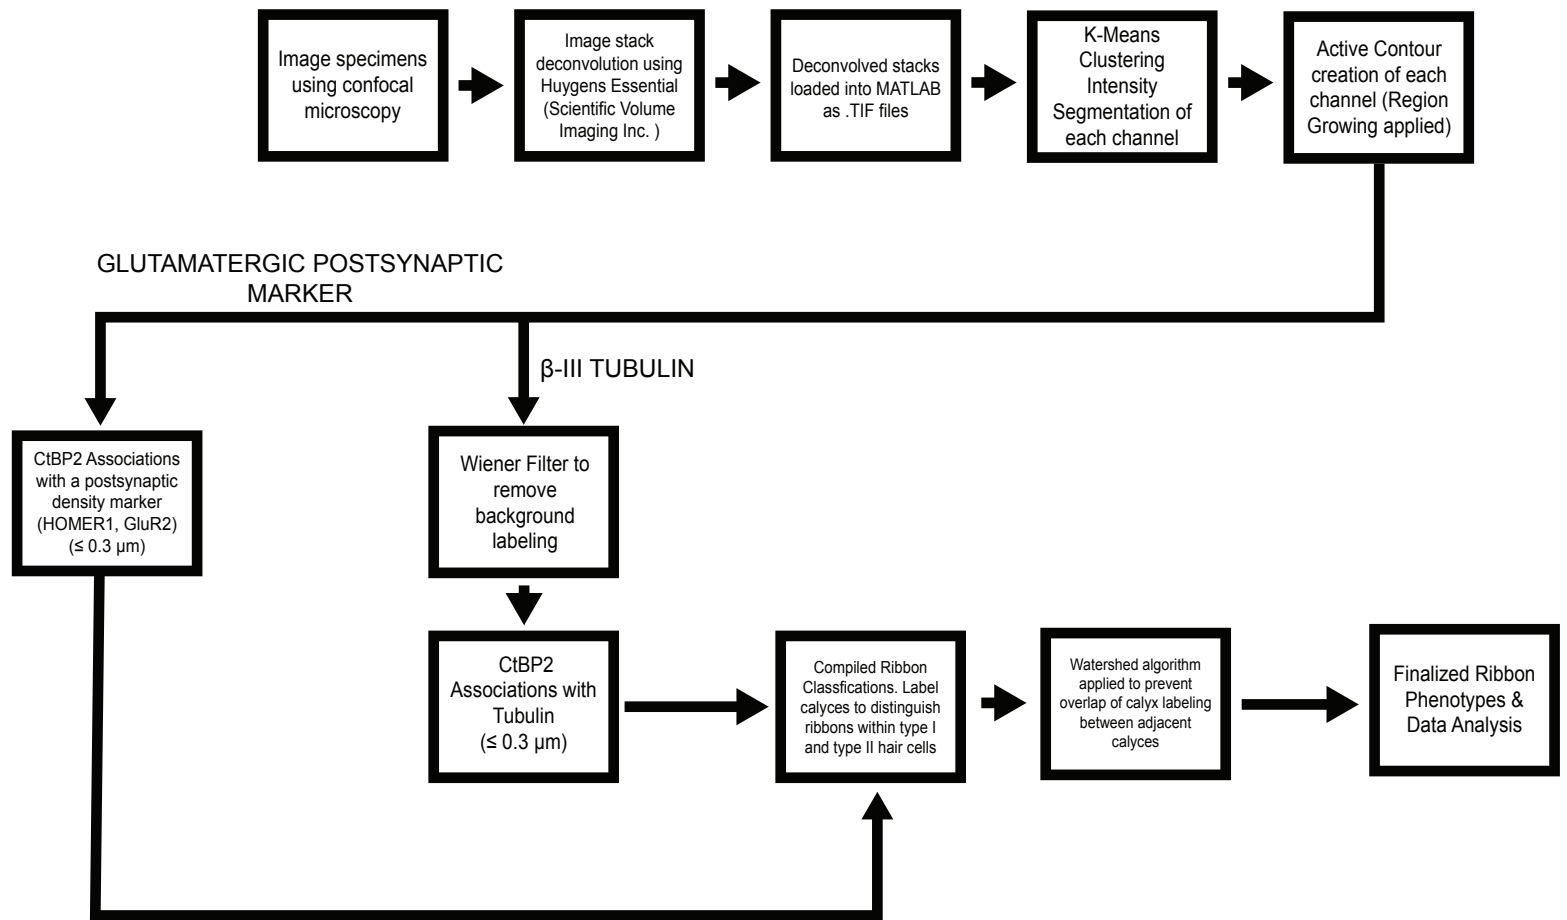 Image specimens
using confocal
microscopy
Image stack
deconvolution using
Huygens Essential
(Scientific Volume
Imaging Inc. )
Deconvolved stacks
loaded into MATLAB
as .TIF files
K-Means
Clustering
Intensity
Segmentation of
each channel
Active Contour
creation of each
channel (Region
Growing applied)
GLUTAMATERGIC POSTSYNAPTIC
MARKER
β-III TUBULIN
CtBP2 Associations
with a postsynaptic
density marker
(HOMER1, GluR2)
(≤ 0.3 μm)
Wiener Filter to
remove
background
labeling
CtBP2
Associations with
Tubulin
(≤ 0.3 μm)
Compiled Ribbon
Classfications. Label
calyces to distinguish
ribbons within type I
and type II hair cells
Watershed algorithm
applied to prevent
overlap of calyx labeling
between adjacent
calyces
Finalized Ribbon
Phenotypes &
Data Analysis